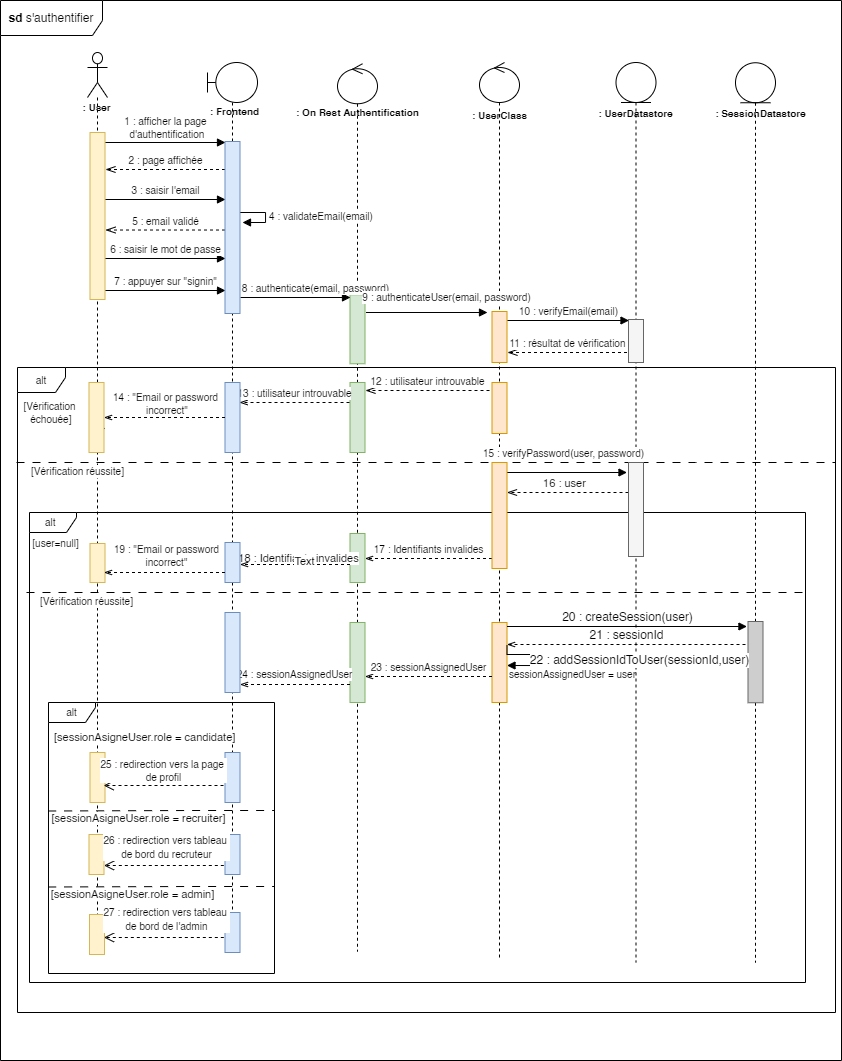 sd s'authentifier
: User
: Frontend
: On Rest Authentification
: UserClass
: UserDatastore
: SessionDatastore
1 : afficher la page
d'authentification
2 : page affichée
3 : saisir l'email
4 : validateEmail(email)
5 : email validé
6 : saisir le mot de passe
7 : appuyer sur "signin"
8 : authenticate(email, password)
9 : authenticateUser(email, password)
10 : verifyEmail(email)
11 : résultat de vérification
alt
[Vérification
échouée]
12 : utilisateur introuvable
13 : utilisateur introuvable
14 : "Email or password
incorrect"
15 : verifyPassword(user, password)
[Vérification réussite]
16 : user
alt
[user=null]
17 : Identifiants invalides
18 : Identifi invalides
Text
19 : "Email or password
incorrect"
[Vérification réussite]
20 : createSession(user)
21 : sessionId
22 : addSessionIdToUser(sessionId,user)
sessionAssignedUser = user
23 : sessionAssignedUser
24 : sessionAssignedUser
alt
[sessionAsigneUser.role = candidate]
25 : redirection vers la page
de profil
[sessionAsigneUser.role = recruiter]
26 : redirection vers tableau
de bord du recruteur
[sessionAsigneUser.role = admin]
27 : redirection vers tableau
de bord de l'admin